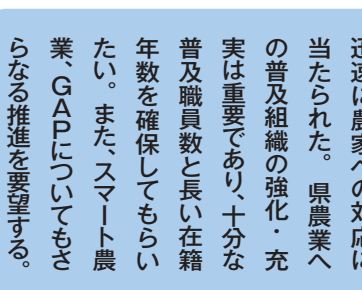 迅速に農家への対応に
当たられた。県農業へ
の普及組織の強化・充
実は重要であり、十分な
普及職員数と長い在籍
年数を確保してもらい
たい。また、スマート農
業、GAPについてもさ
らなる推進を要望する。